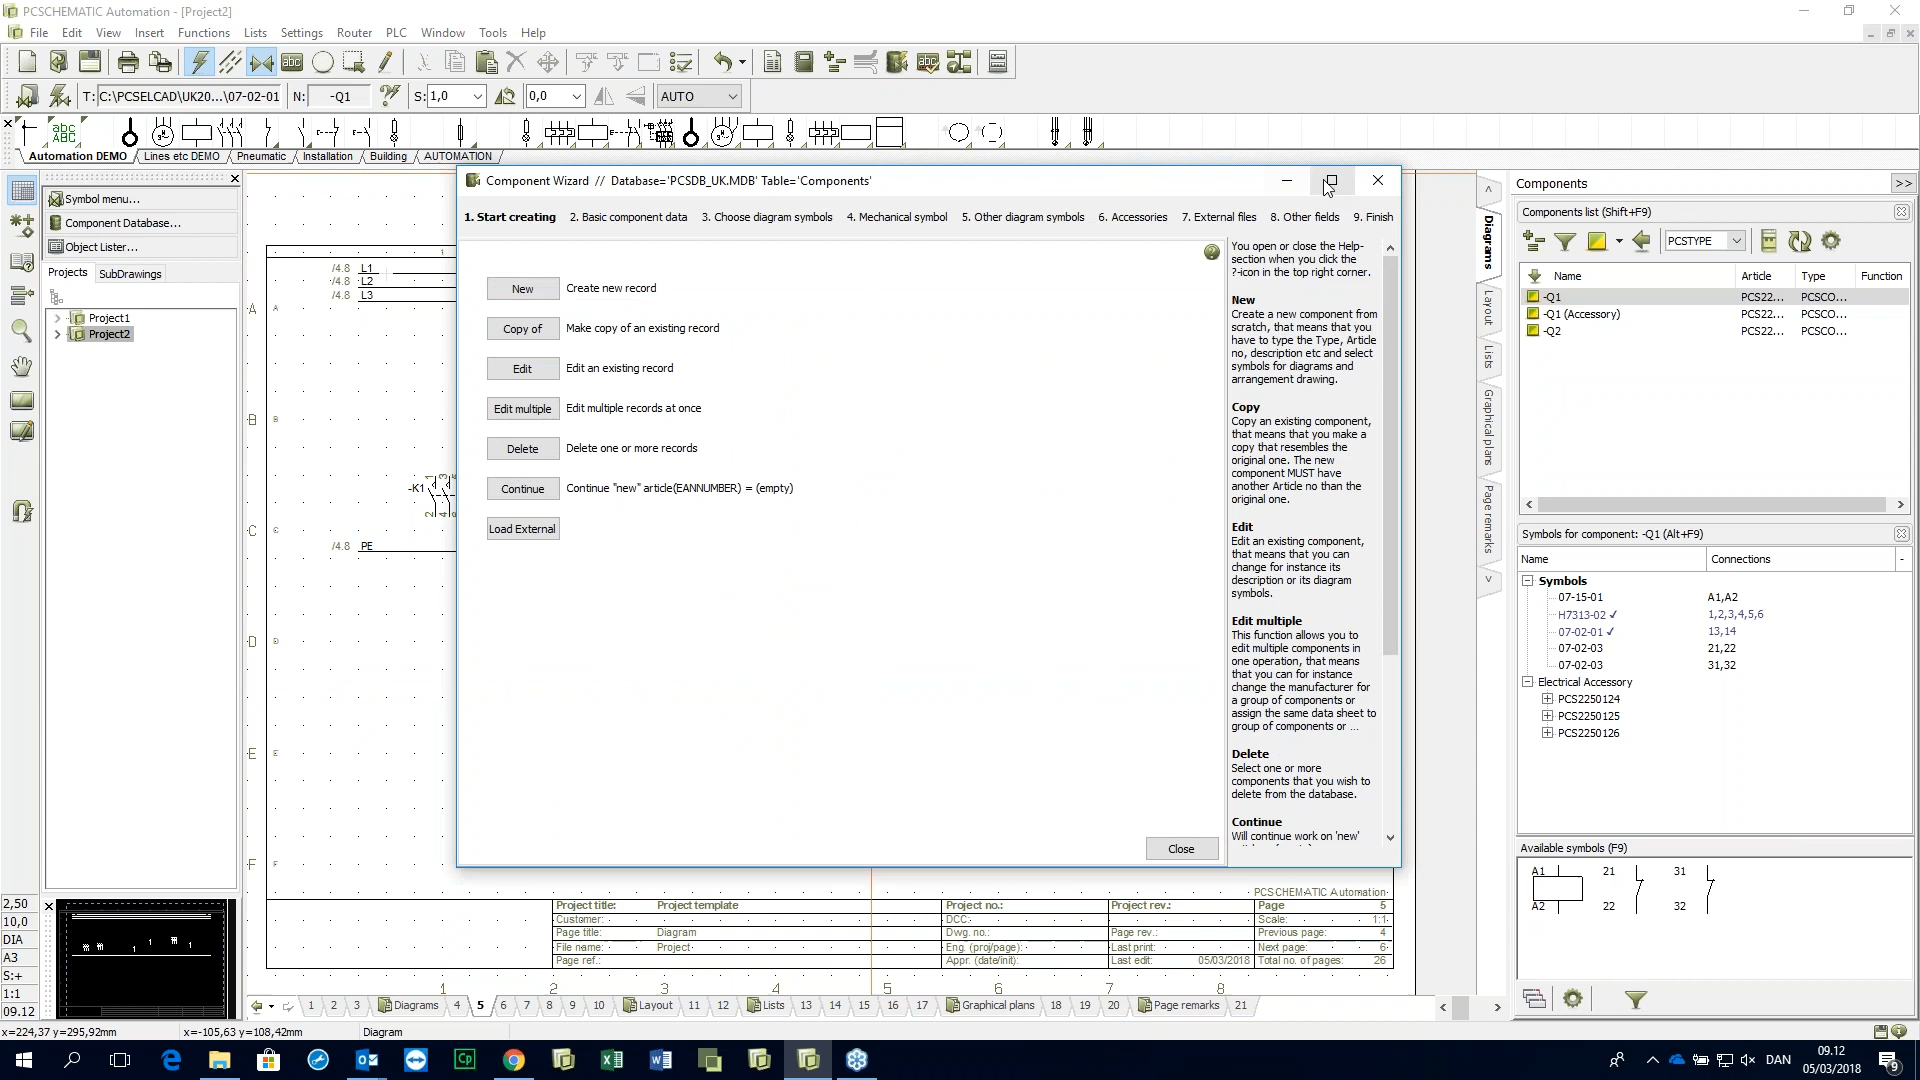 PCSCHEMATIC Automation - [Project2]
File Edit View Insert Functions Lists Settings Router PLC Window Tools Help
T: C:\PCSELCAD\UK20...\07-02-01 N: -Q1 S: 1,0 0,0 AUTO
Automation DEMO Lines etc DEMO Pneumatic Installation Building AUTOMATION
Symbol menu...
Component Database...
Object Lister...
Projects SubDrawings
Project1
Project2
2,50
10,0
DIA
A3
S:+
1:1
09.12
/4.8 L1
/4.8 L2
/4.8 L3
-K1
/4.8 PE
Component Wizard // Database='PCSDB_UK.MDB' Table='Components'
1. Start creating 2. Basic component data 3. Choose diagram symbols 4. Mechanical symbol 5. Other diagram symbols 6. Accessories 7. External files 8. Other fields 9. Finish
New Create new record
Copy of Make copy of an existing record
Edit Edit an existing record
Edit multiple Edit multiple records at once
Delete Delete one or more records
Continue Continue "new" article(EANNUMBER) = (empty)
Load External
Close
You open or close the Help-
section when you click the
?-icon in the top right corner.
New
Create a new component from
scratch, that means that you
have to type the Type, Article
no, description etc and select
symbols for diagrams and
arrangement drawing.
Copy
Copy an existing component,
that means that you make a
copy that resembles the
original one. The new
component MUST have
another Article no than the
original one.
Edit
Edit an existing component,
that means that you can
change for instance its
description or its diagram
symbols.
Edit multiple
This function allows you to
edit multiple components in
one operation, that means
that you can for instance
change the manufacturer for
a group of components or
assign the same data sheet to
group of components or ...
Delete
Select one or more
components that you wish to
delete from the database.
Continue
Will continue work on 'new'
PCSCHEMATIC Automation
Project title: Project template Project no.: Project rev.: Page 5
Customer: DCC: Scale: 1:1
Page title: Diagram Dwg. no.: Page rev.: Previous page: 4
File name: Project Eng. (proj/page): Last print: Next page: 6
Page ref.: Appr. (date/init): Last edit: 05/03/2018 Total no. of pages: 26
1 2 3 4 5 6 7 8
1 2 3 Diagrams 4 5 6 7 8 9 10 Layout 11 12 Lists 13 14 15 16 17 Graphical plans 18 19 20 Page remarks 21
Diagrams
Layout
Lists
Graphical plans
Page remarks
Components
Components list (Shift+F9)
PCSTYPE
Name Article Type Function
-Q1 PCS22... PCSCO...
-Q1 (Accessory) PCS22... PCSCO...
-Q2 PCS22... PCSCO...
Symbols for component: -Q1 (Alt+F9)
Name Connections
Symbols
07-15-01 A1,A2
H7313-02 1,2,3,4,5,6
07-02-01 13,14
07-02-03 21,22
07-02-03 31,32
Electrical Accessory
PCS2250124
PCS2250125
PCS2250126
Available symbols (F9)
A1 21 31
A2 22 32
x=224,37 y=295,92mm x=-105,63 y=108,42mm Diagram
DAN
09.12
05/03/2018
9